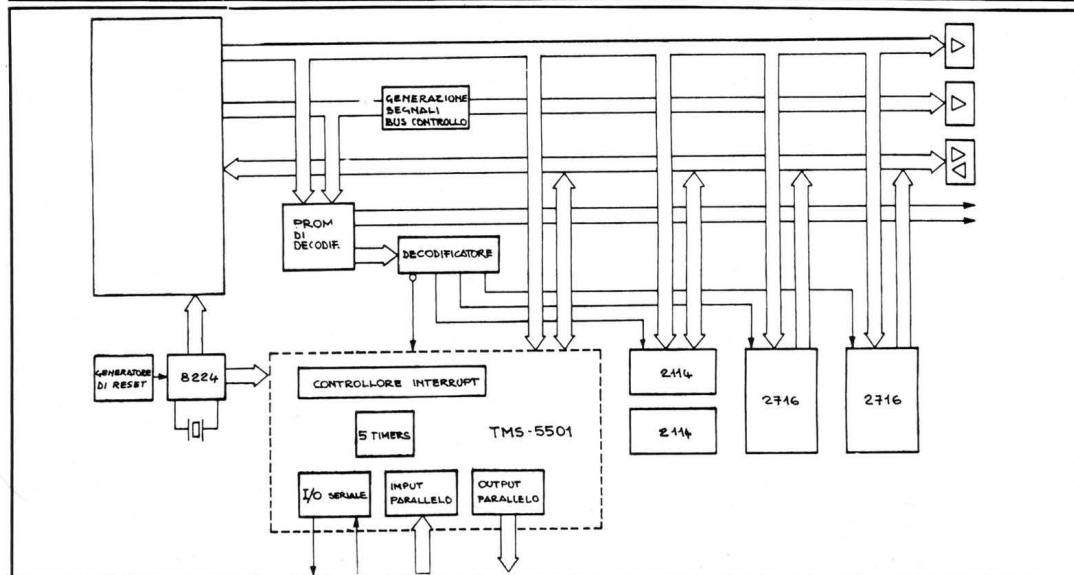 GENERAZIONE
SEGNALI
BUS CONTROLLO
PROM
DI
DECODIF.
DECODIFICATORE
GENERATORE
DI RESET
8224
CONTROLLORE INTERRUPT
5 TIMERS
TMS-5501
I/O SERIALE
INPUT
PARALLELO
OUTPUT
PARALLELO
2114
2114
2716
2716